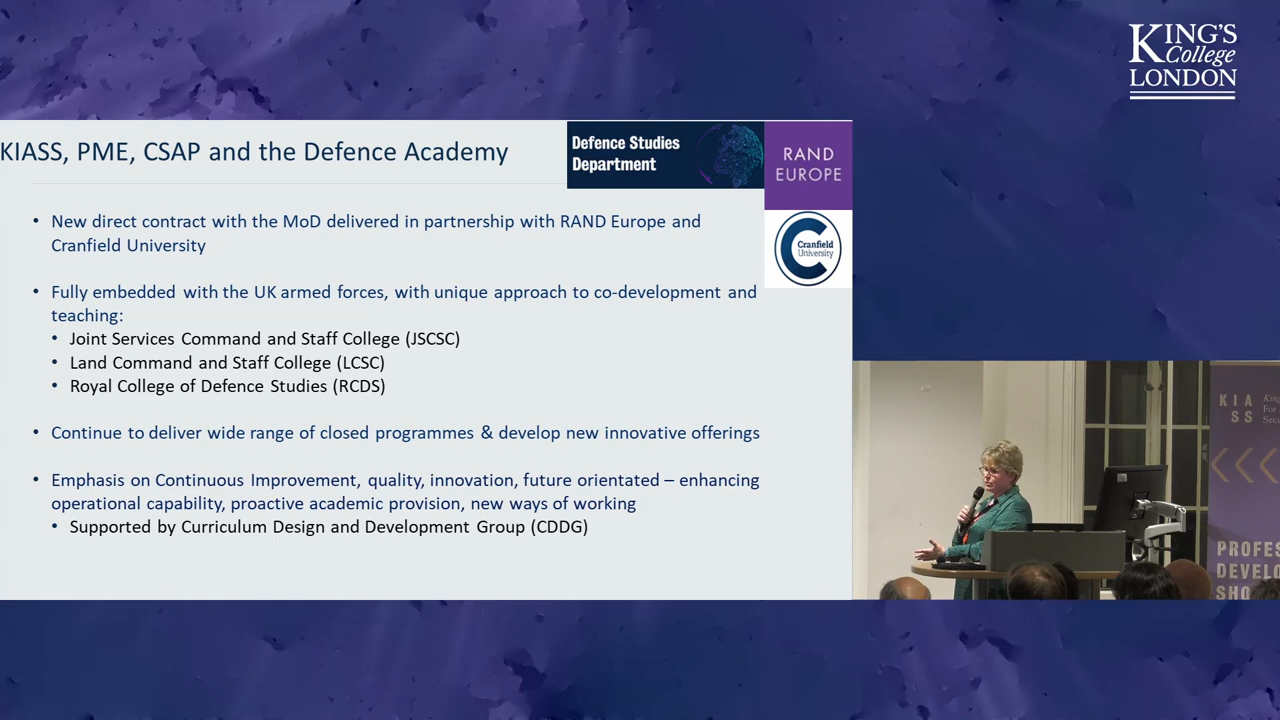 KING'S
College
LONDON
KIASS, PME, CSAP and the Defence Academy
Defence Studies
Department
RAND
EUROPE
Cranfield
University
• New direct contract with the MoD delivered in partnership with RAND Europe and
Cranfield University
• Fully embedded with the UK armed forces, with unique approach to co-development and
teaching:
• Joint Services Command and Staff College (JSCSC)
• Land Command and Staff College (LCSC)
• Royal College of Defence Studies (RCDS)
• Continue to deliver wide range of closed programmes & develop new innovative offerings
• Emphasis on Continuous Improvement, quality, innovation, future orientated – enhancing
operational capability, proactive academic provision, new ways of working
• Supported by Curriculum Design and Development Group (CDDG)
K I A
S S
PROFES
DEVELO
SHO